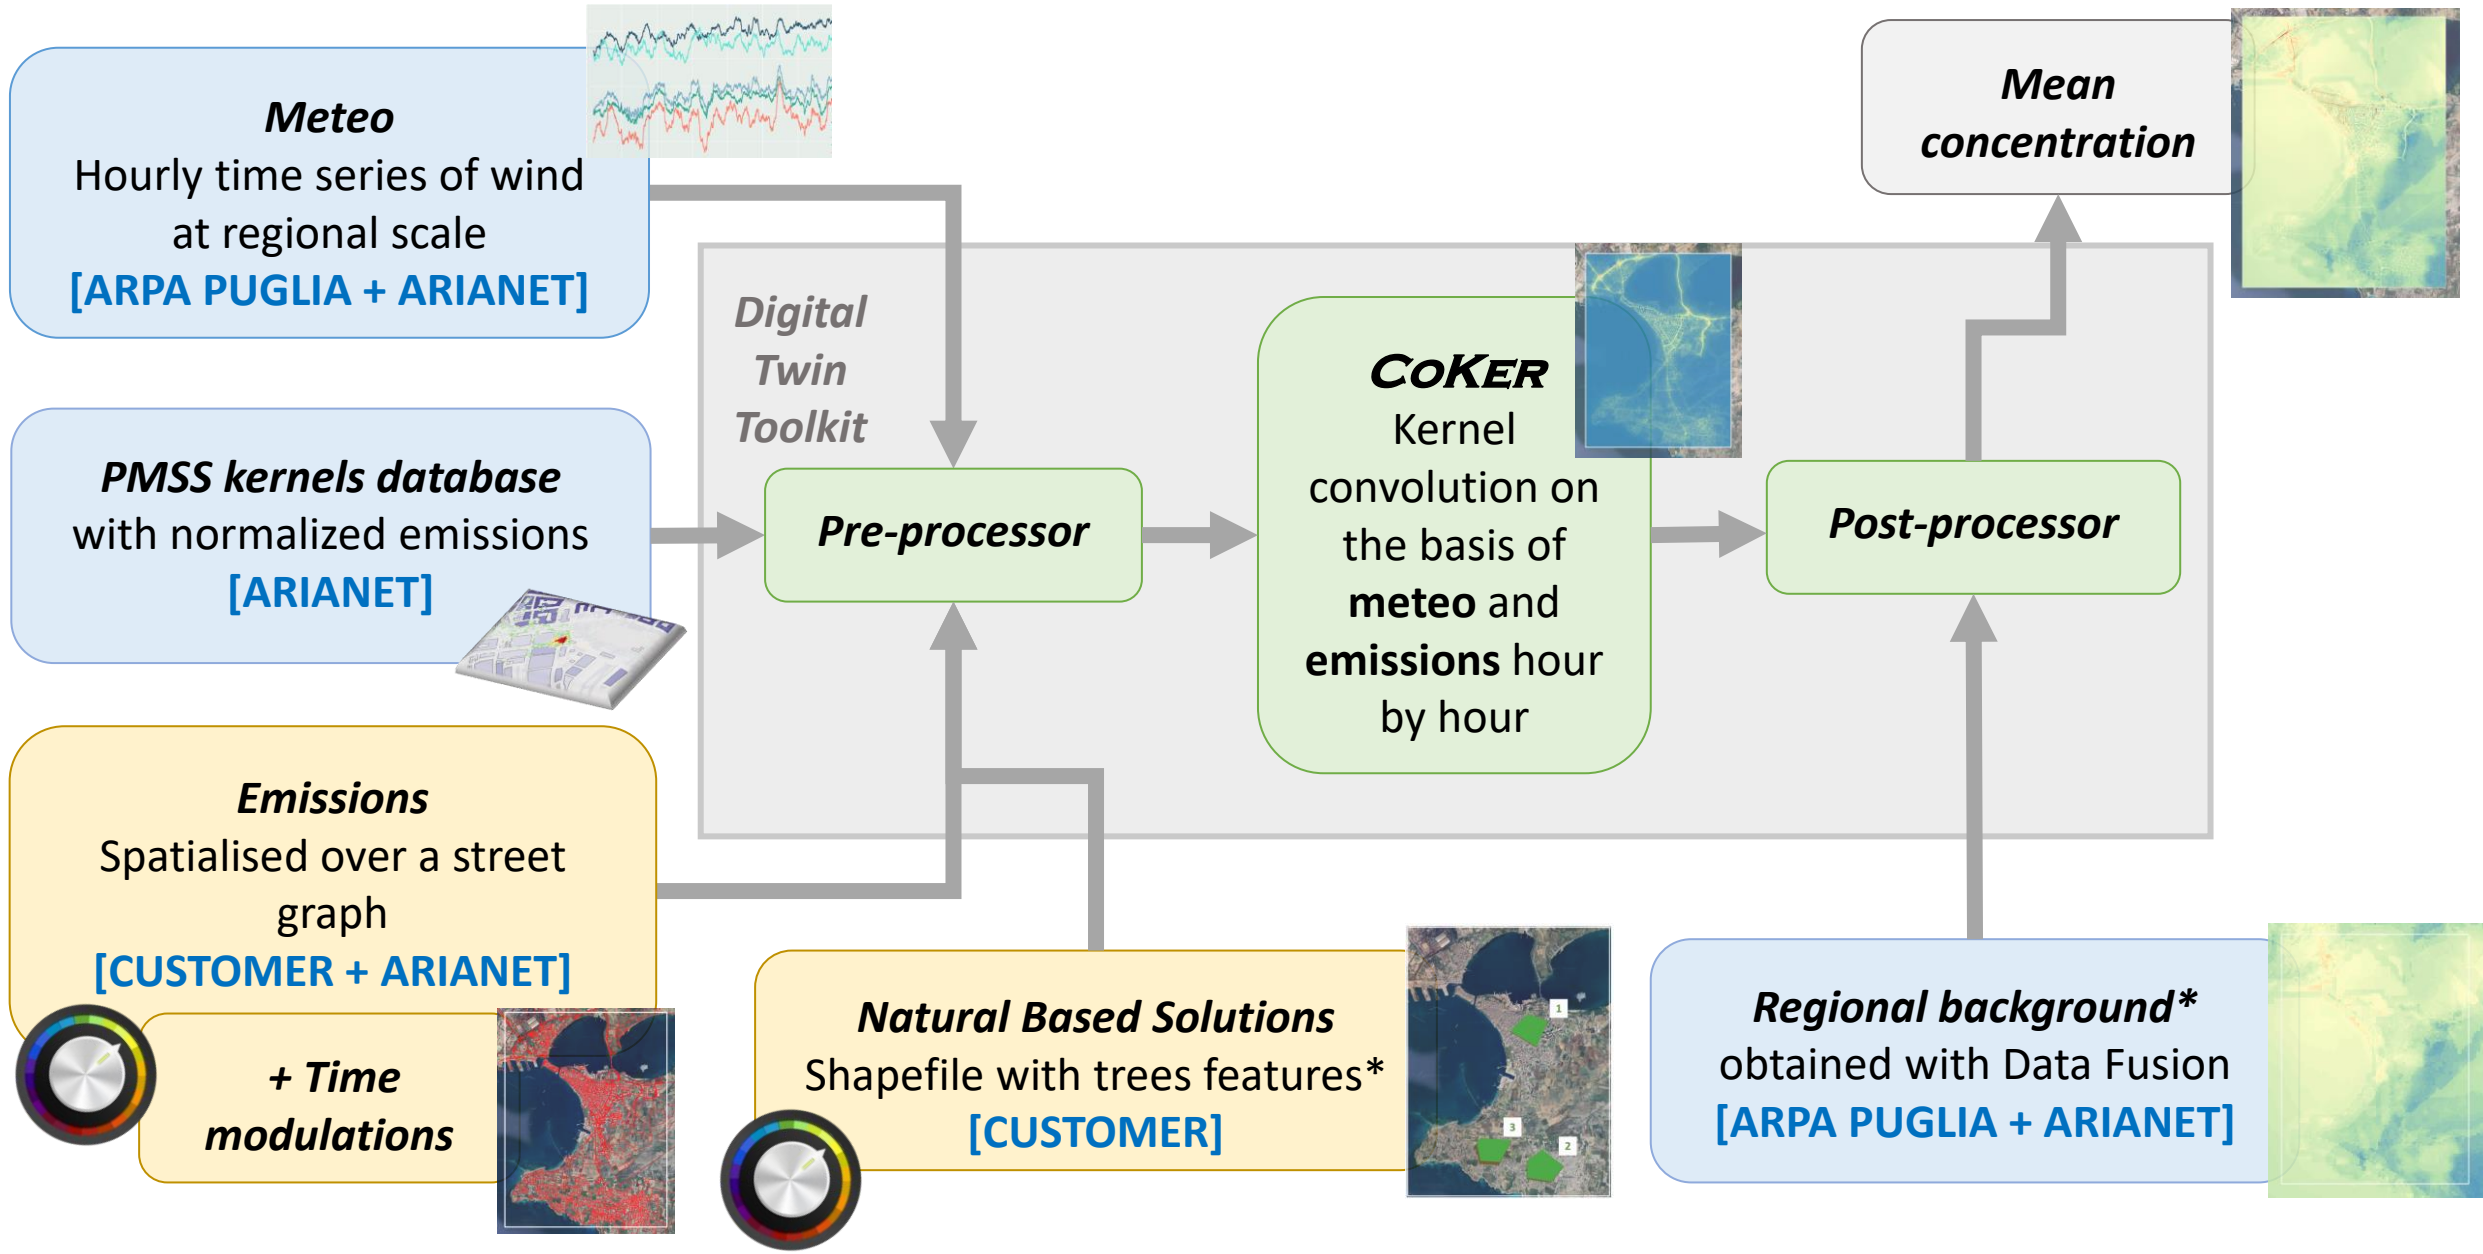 Meteo
Hourly time series of wind
at regional scale
[ARPA PUGLIA + ARIANET]
Mean
concentration
Digital
Twin
Toolkit
PMSS kernels database
with normalized emissions
[ARIANET]
Pre-processor
COKER
Kernel
convolution on
the basis of
meteo and
emissions hour
by hour
Post-processor
Emissions
Spatialised over a street
graph
[CUSTOMER + ARIANET]
+ Time
modulations
Natural Based Solutions
Shapefile with trees features*
[CUSTOMER]
1
3
2
Regional background*
obtained with Data Fusion
[ARPA PUGLIA + ARIANET]